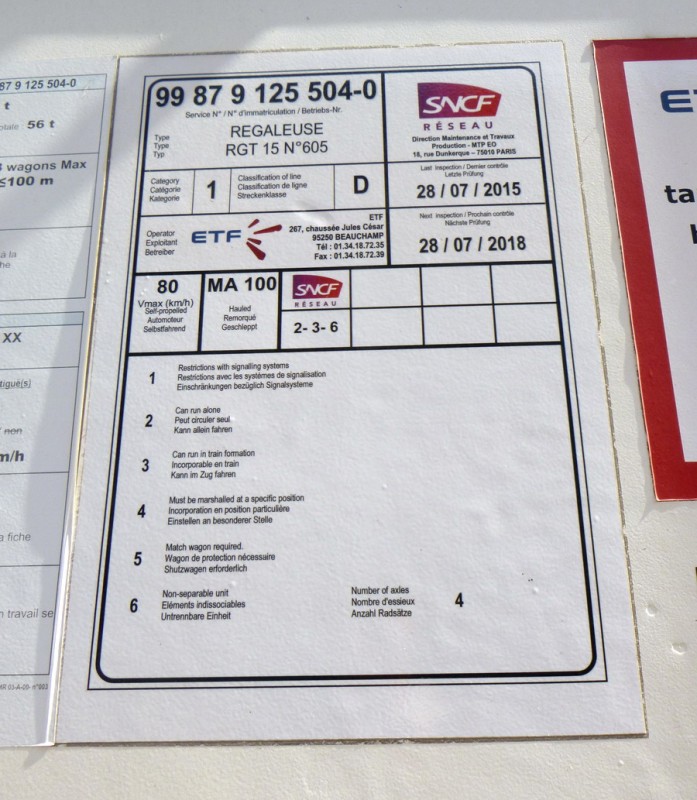 99 87 9 125 504-0
Service N° / N° d'immatriculation / Betriebs-Nr.
Type
Type
Typ
REGALEUSE
RGT 15 N°605
SNCF
RÉSEAU
Direction Maintenance et Travaux
Production - MTP EO
18, rue Dunkerque – 75018 PARIS
Category
Catégorie
Kategorie
1
Classification of line
Classification de ligne
Streckenklasse
D
Last Inspection / Dernier contrôle
Letzte Prüfung
28 / 07 / 2015
Operator
Exploitant
Betreiber
ETF
ETF
267, chaussée Jules César
95250 BEAUCHAMP
Tél : 01.34.18.72.35
Fax : 01.34.18.72.39
Next Inspection / Prochain contrôle
Nächste Prüfung
28 / 07 / 2018
80
Vmax (km/h)
Self-propelled
Automoteur
Selbstfahrend
MA 100
Hauled
Remorqué
Geschleppt
SNCF
RÉSEAU
2- 3- 6
1
Restrictions with signalling systems
Restrictions avec les systèmes de signalisation
Einschränkungen bezüglich Signalsysteme
2
Can run alone
Peut circuler seul
Kann allein fahren
3
Can run in train formation
Incorporable en train
Kann im Zug fahren
4
Must be marshalled at a specific position
Incorporation en position particulière
Einstellen an besonderer Stelle
5
Match wagon required.
Wagon de protection nécessaire
Shutzwagen erforderlich
6
Non-separable unit
Eléments indissociables
Untrennbare Einheit
Number of axles
Nombre d'essieux
Anzahl Radsätze
4
87 9 125 504-0
t
56 t
wagons Max
≤100 m
à la
XX
non
m/h
a fiche
travail se
ta